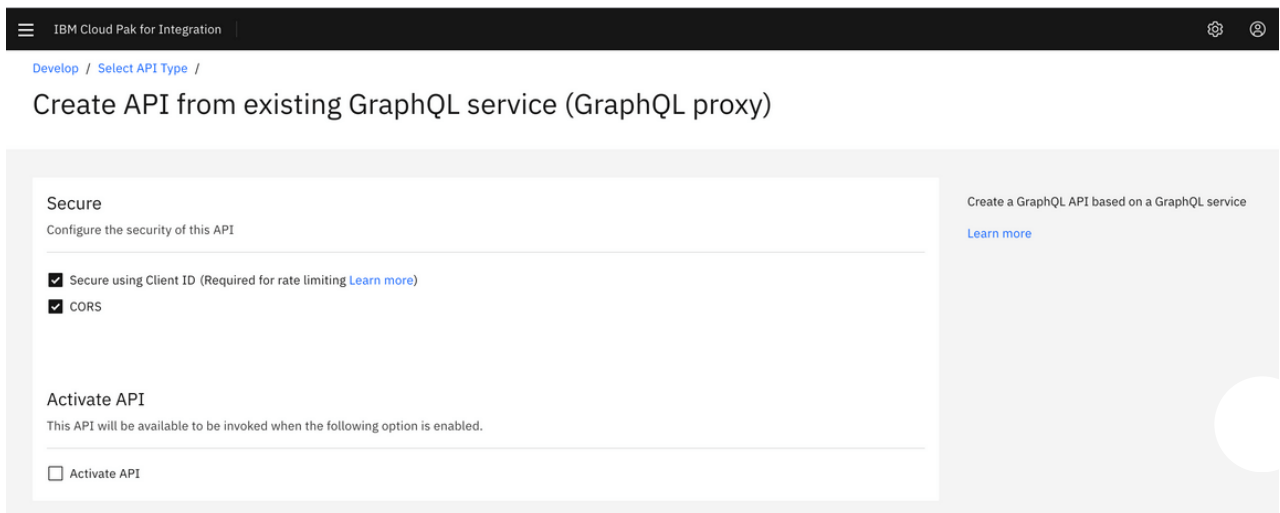 IBM Cloud Pak for Integration
Develop / Select API Type /
Create API from existing GraphQL service (GraphQL proxy)
Secure
Configure the security of this API
Secure using Client ID (Required for rate limiting Learn more)
CORS
Activate API
This API will be available to be invoked when the following option is enabled.
Activate API
Create a GraphQL API based on a GraphQL service
Learn more